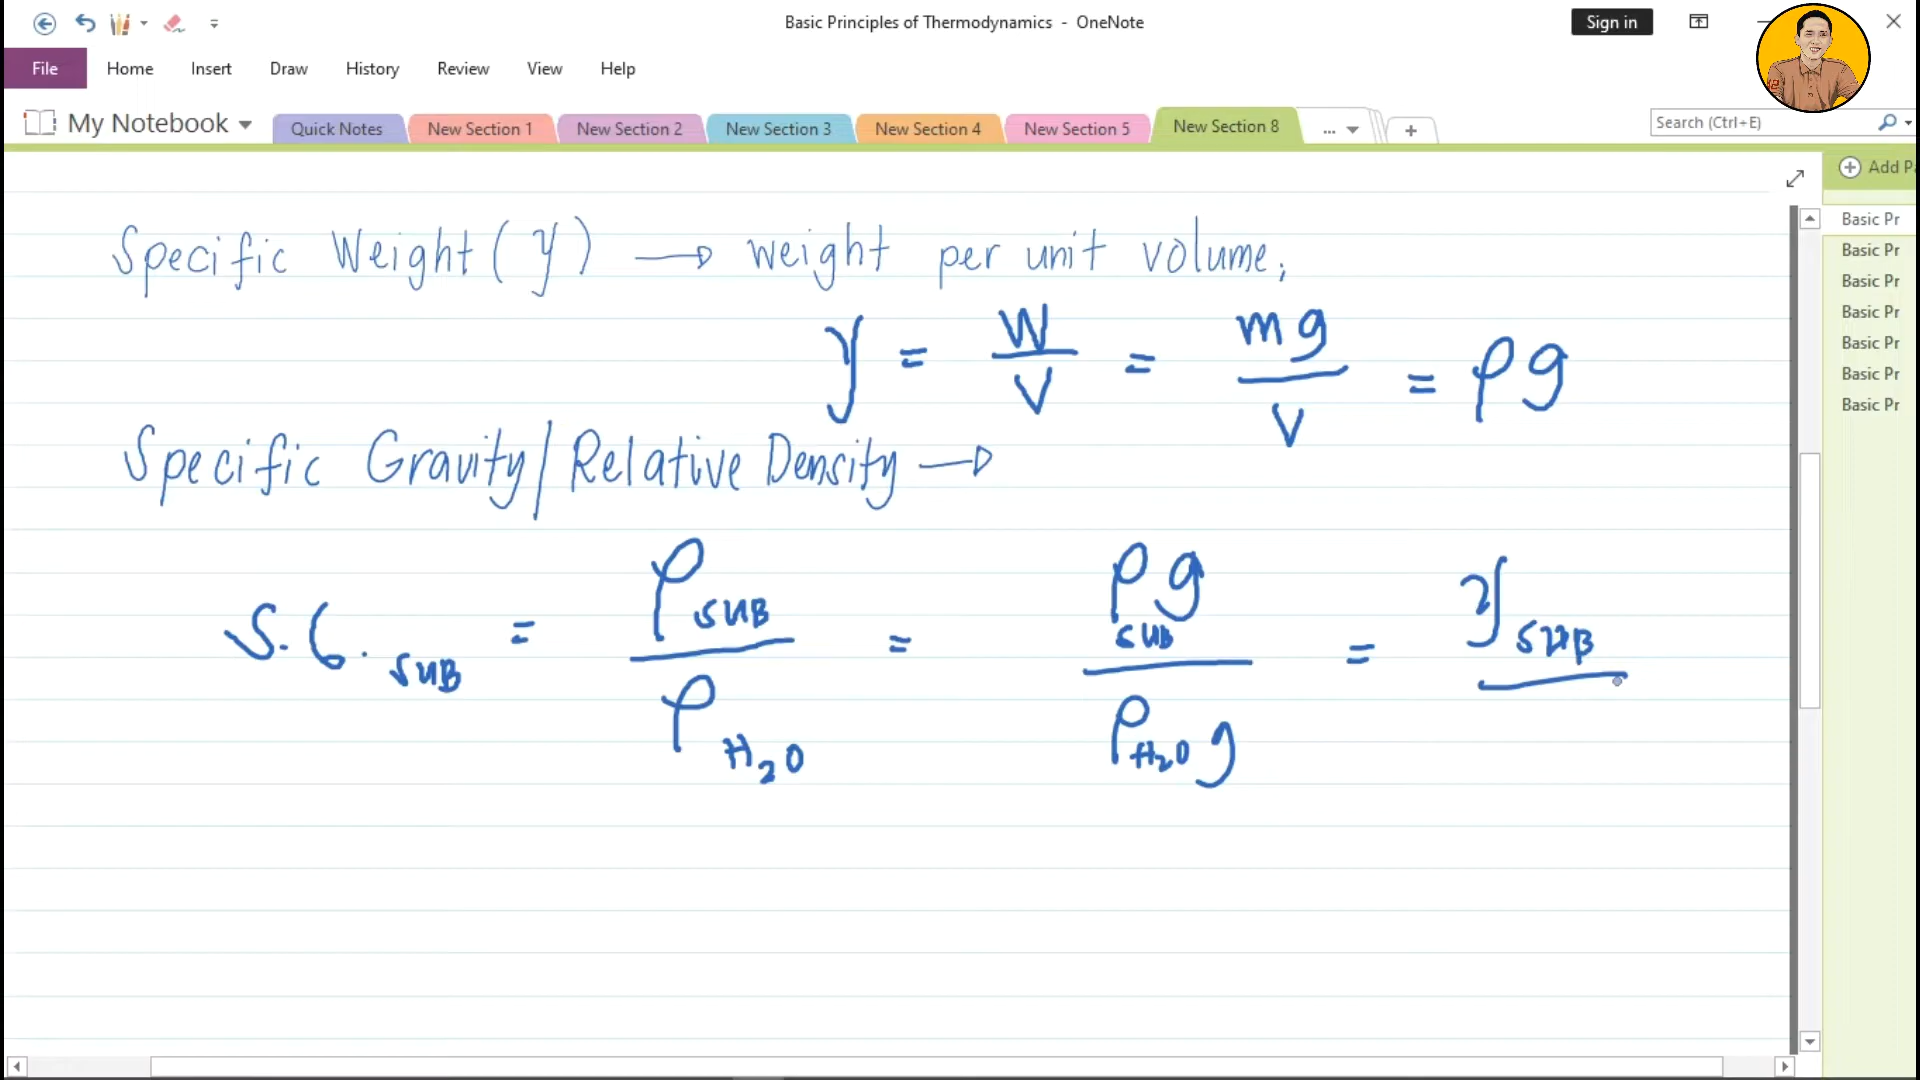 Basic Principles of Thermodynamics - OneNote
Sign in
File Home Insert Draw History Review View Help
My Notebook Quick Notes New Section 1 New Section 2 New Section 3 New Section 4 New Section 5 New Section 8 ... + Search (Ctrl+E)
Add P
Basic Pr
Basic Pr
Basic Pr
Basic Pr
Basic Pr
Basic Pr
Basic Pr
Specific Weight (γ) → weight per unit volume;
γ = W/V = mg/V = ρg
Specific Gravity/Relative Density →
S.G.SUB = ρSUB/ρH2O = ρSUB g/ρH2O g = γSUB